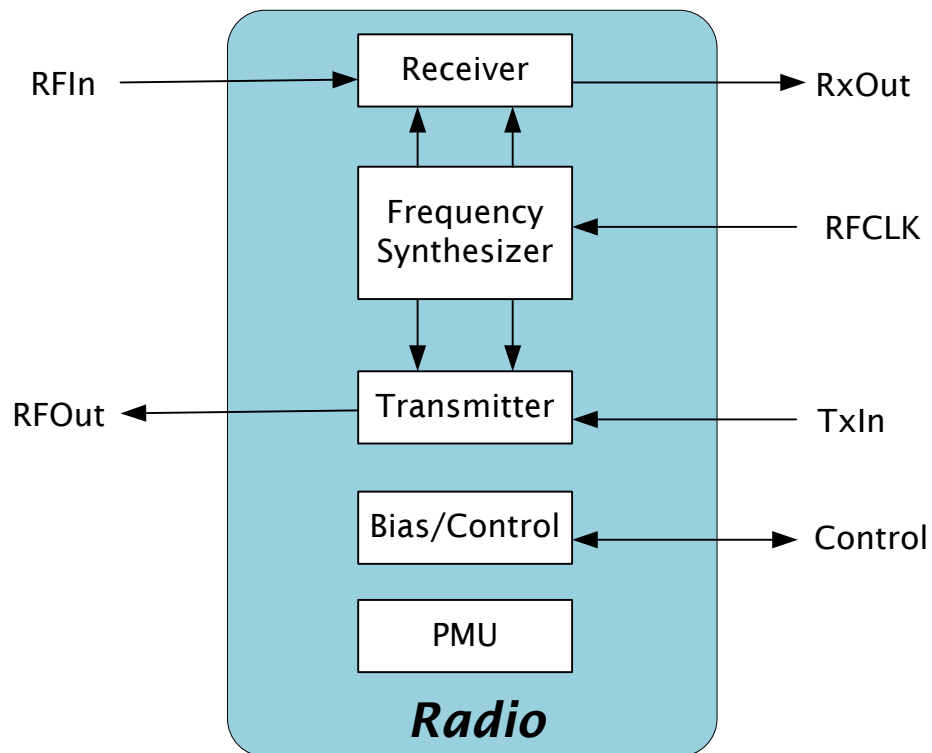 RFIn
Receiver
RxOut
Frequency
Synthesizer
RFCLK
RFOut
Transmitter
TxIn
Bias/Control
Control
PMU
Radio